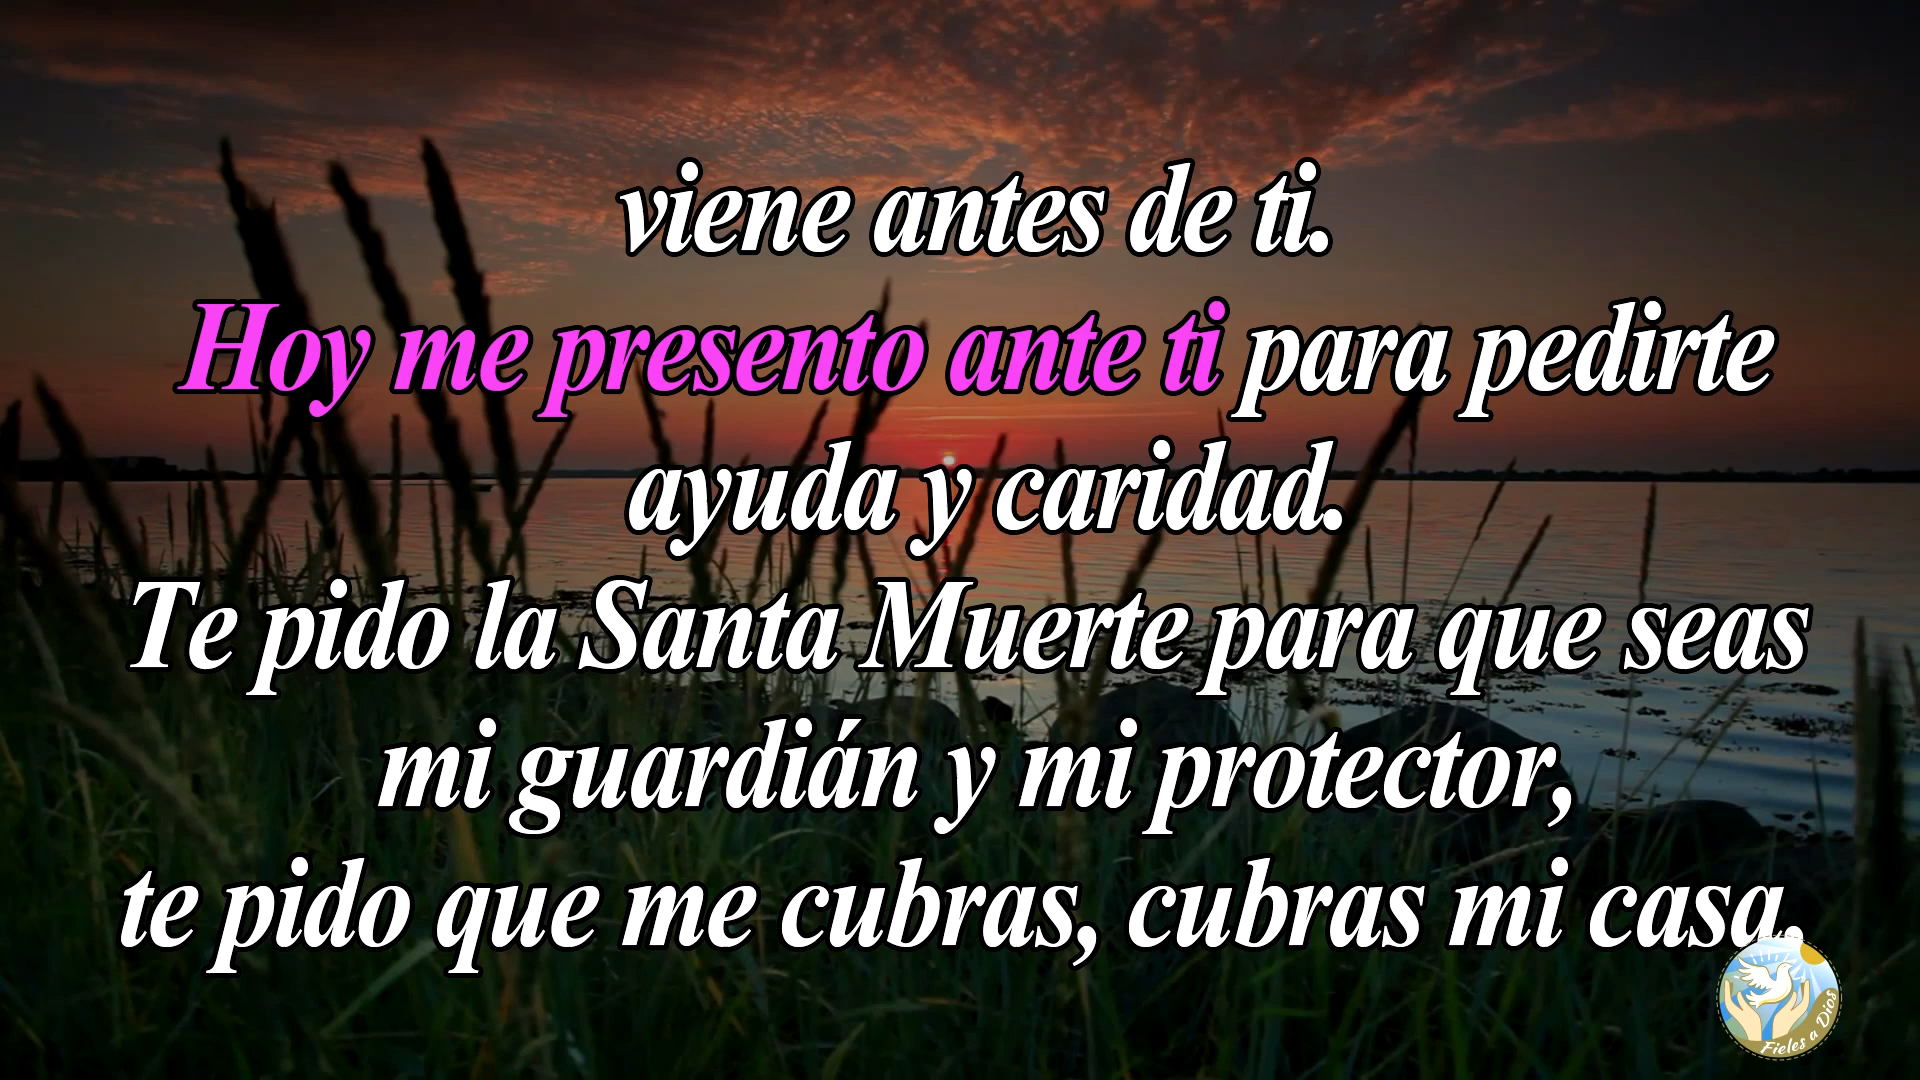 viene antes de ti.
Hoy me presento ante ti para pedirte
ayuda y caridad.
Te pido la Santa Muerte para que seas
mi guardián y mi protector,
te pido que me cubras, cubras mi casa,
Fieles a Dios